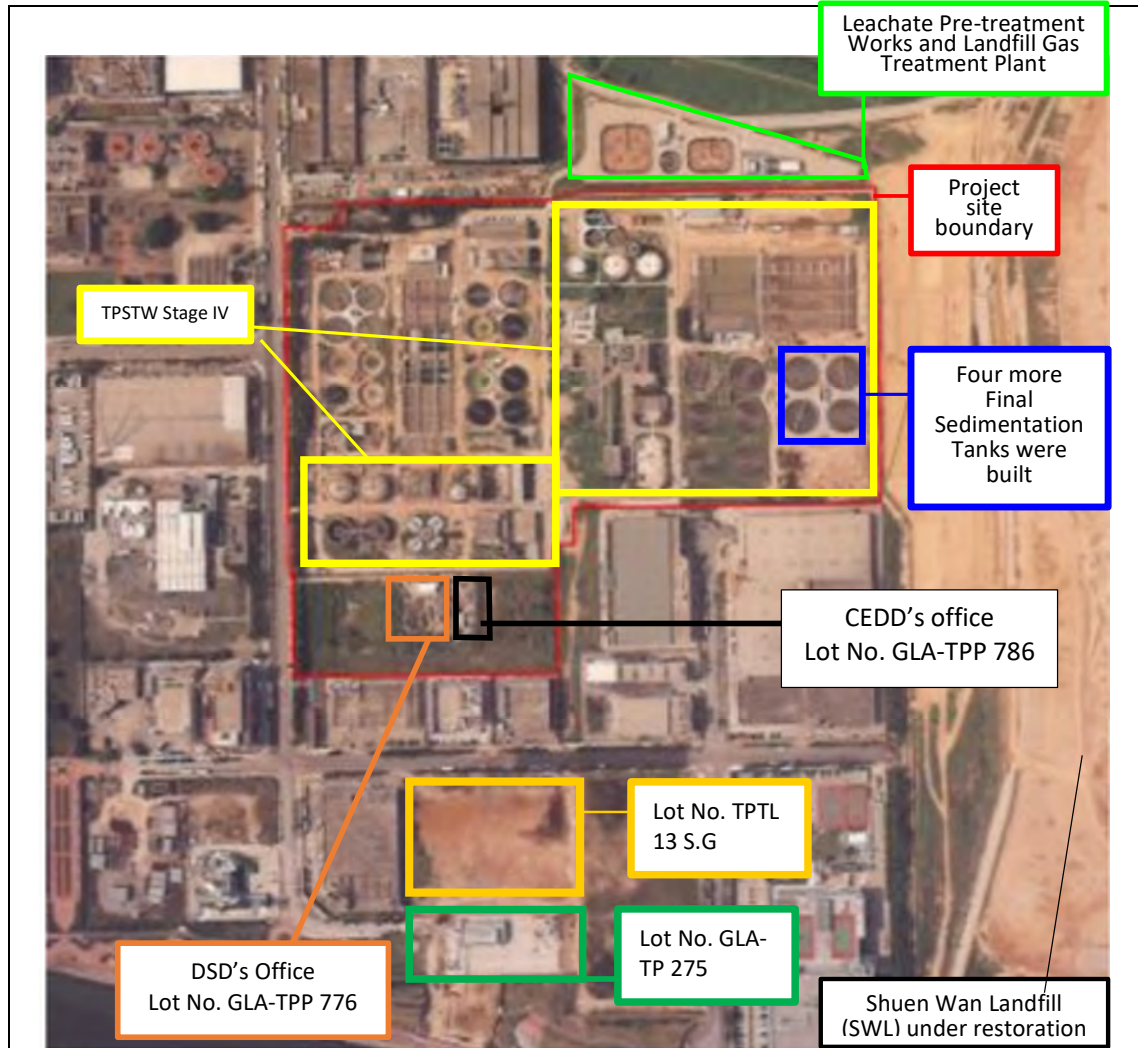 Leachate Pre-treatment
Works and Landfill Gas
Treatment Plant
Project
site
boundary
TPSTW Stage IV
Four more
Final
Sedimentation
Tanks were
built
CEDD’s office
Lot No. GLA-TPP 786
Lot No. TPTL
13 S.G
Lot No. GLA-
TP 275
DSD’s Office
Lot No. GLA-TPP 776
Shuen Wan Landfill
(SWL) under restoration